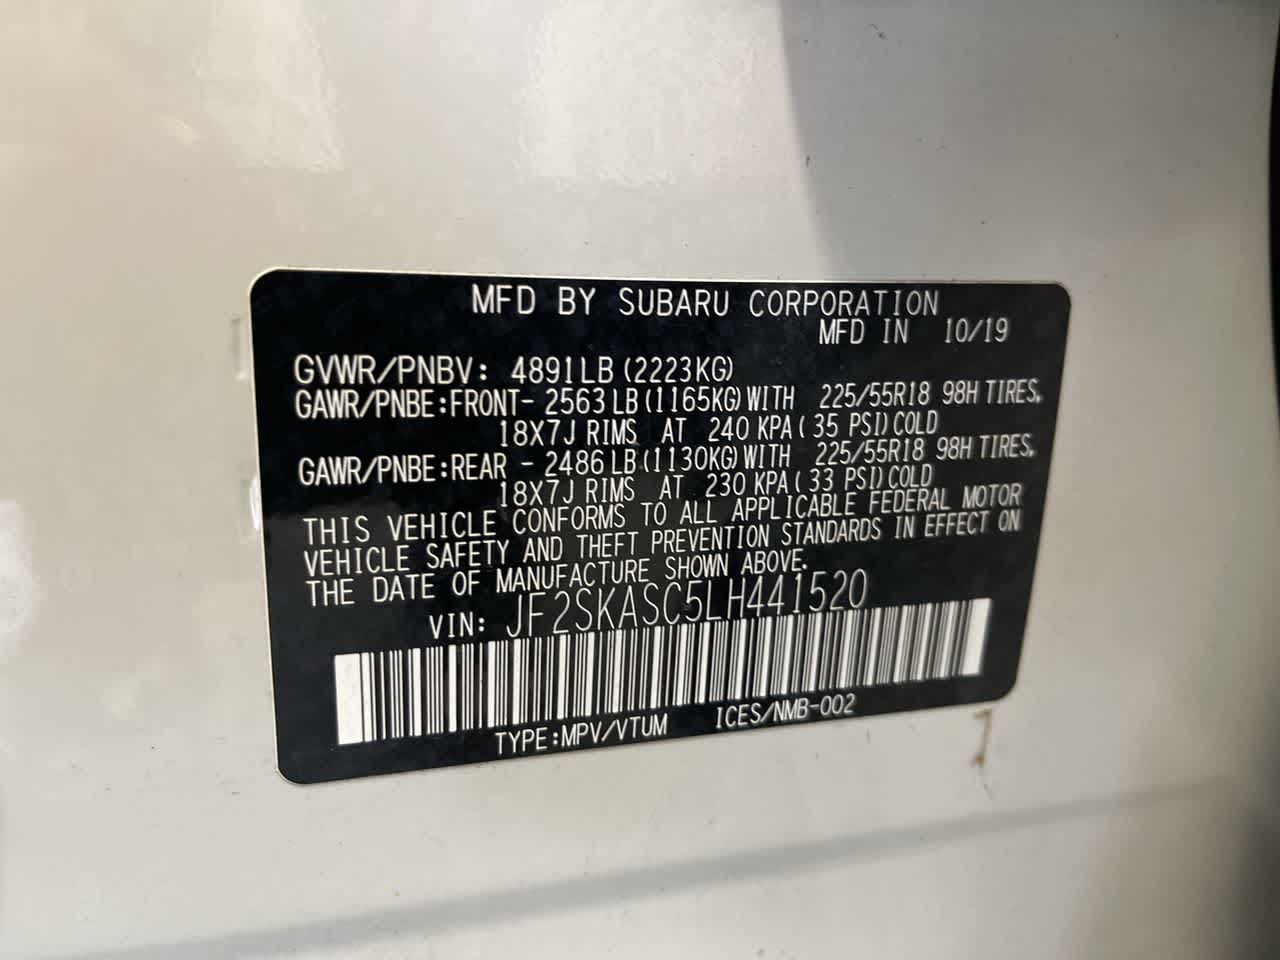 MFD BY SUBARU CORPORATION
MFD IN 10/19
GVWR/PNBV: 4891LB (2223KG)
GAWR/PNBE:FRONT- 2563 LB (1165KG) WITH 225/55R18 98H TIRES,
18X7J RIMS AT 240 KPA ( 35 PSI) COLD
GAWR/PNBE:REAR - 2486 LB (1130KG) WITH 225/55R18 98H TIRES,
18X7J RIMS AT 230 KPA ( 33 PSI) COLD
THIS VEHICLE CONFORMS TO ALL APPLICABLE FEDERAL MOTOR
VEHICLE SAFETY AND THEFT PREVENTION STANDARDS IN EFFECT ON
THE DATE OF MANUFACTURE SHOWN ABOVE.
VIN: JF2SKASC5LH441520
TYPE:MPV/VTUM ICES/NMB-002